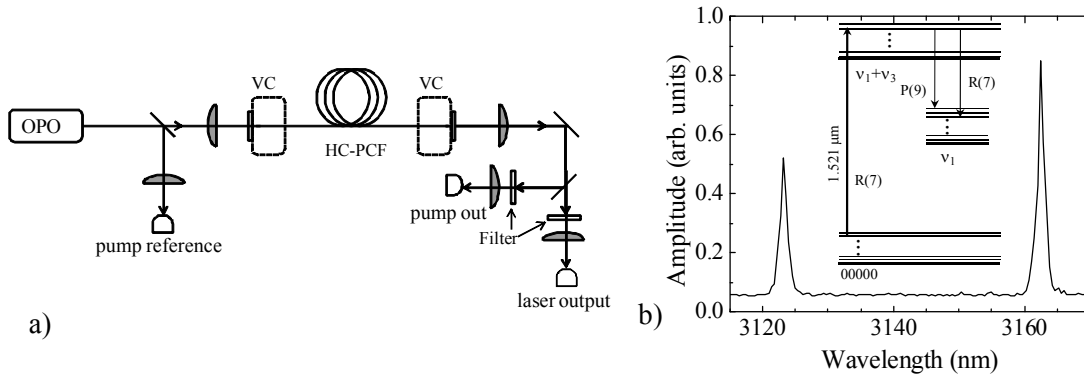 OPO
VC
HC-PCF
VC
pump reference
pump out
Filter
laser output
a)
b)
Amplitude (arb. units)
1.0
0.8
0.6
0.4
0.2
0.0
3120
3140
3160
Wavelength (nm)
ν₁+ν₃
P(9)
R(7)
ν₁
1.521 μm
R(7)
00000